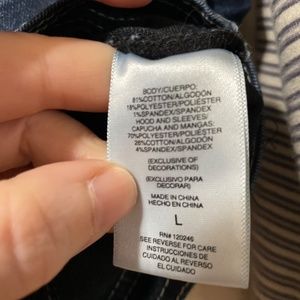 BODY/CUERPO:
81%COTTON/ALGODON
18%POLYESTER/POLIÉSTER
1%SPANDEX/SPANDEX
HOOD AND SLEEVES/
CAPUCHA AND MANGAS:
70%POLYESTER/POLIÉSTER
26%COTTON/ALGODÓN
4%SPANDEX/SPANDEX
(EXCLUSIVE OF
DECORATIONS)
(EXCLUSIVO PARA
DECORAR)
MADE IN CHINA
HECHO EN CHINA
L
RN# 120246
SEE REVERSE FOR CARE
INSTRUCCIONES DE
CUIDADO AL REVERSO
EL CUIDADO